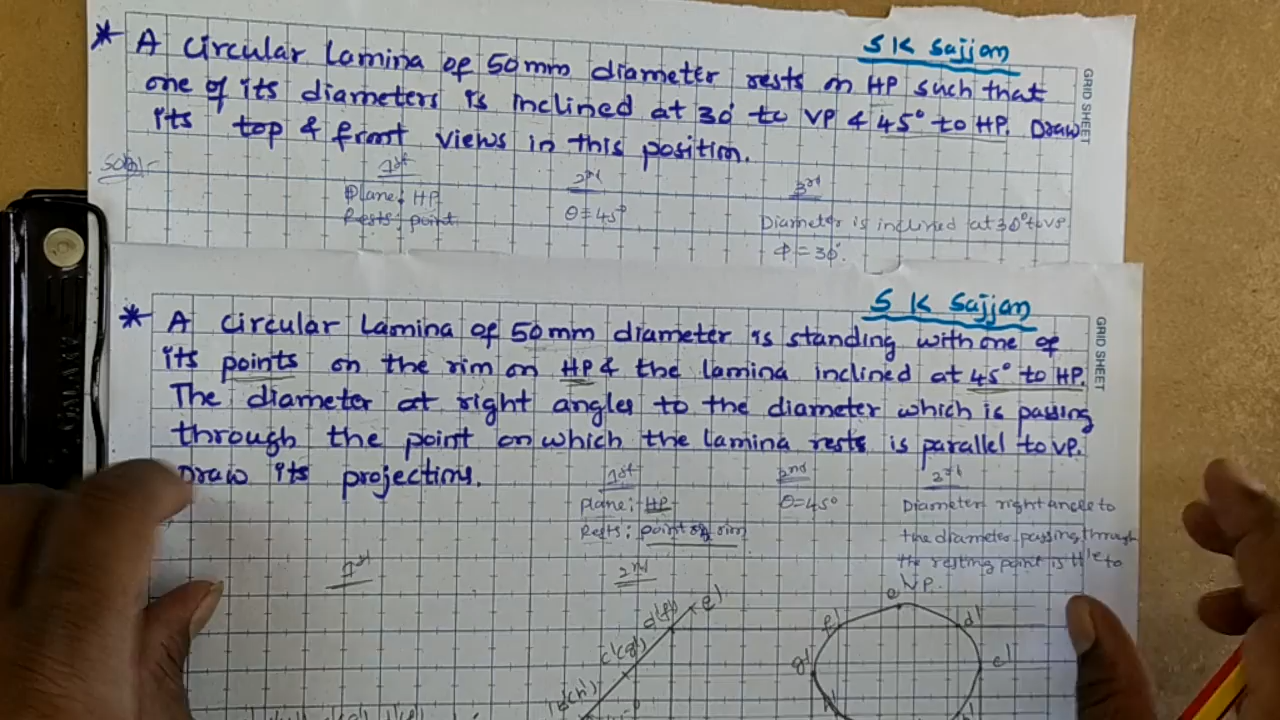 S K Sajjan
* A circular Lamina of 50mm diameter rests on HP such that
one of its diameters is inclined at 30° to VP & 45° to HP. Draw
its top & front views in this position.
GRID SHEET
Soln:-
1st
2nd
3rd
Plane: HP
Rests: point
θ=45°
Diameter is inclined at 30° to VP
Φ=30°.
S K Sajjan
* A circular Lamina of 50mm diameter is standing with one of
its points on the rim on HP & the lamina inclined at 45° to HP.
The diameter at right angles to the diameter which is passing
through the point on which the lamina rests is parallel to VP.
Draw its projections.
GRID SHEET
1st
2nd
Plane: HP
Rests: point of rim
θ=45°
Diameter right angle to
the diameter passing through
the resting point is ll'le to
VP.
1st
2nd
e'
d'(f')
c'(g')
b'(h')
e'
f'
d'
g'
c'